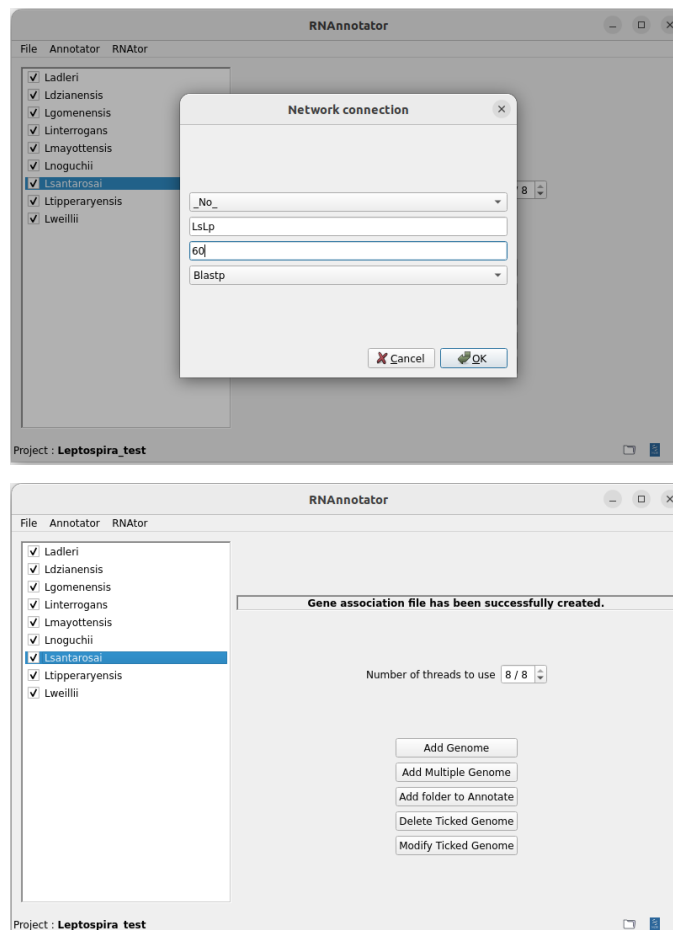 RNAnnotator
File Annotator RNAtor
Ladleri
Ldzianensis
Lgomenensis
Linterrogans
Lmayottensis
Lnoguchii
Lsantarosai
Ltipperaryensis
Lweillii
Network connection
_No_
LsLp
60
Blastp
Cancel
OK
/ 8
Project : Leptospira_test
RNAnnotator
File Annotator RNAtor
Ladleri
Ldzianensis
Lgomenensis
Linterrogans
Lmayottensis
Lnoguchii
Lsantarosai
Ltipperaryensis
Lweillii
Gene association file has been successfully created.
Number of threads to use 8 / 8
Add Genome
Add Multiple Genome
Add folder to Annotate
Delete Ticked Genome
Modify Ticked Genome
Project : Leptospira_test